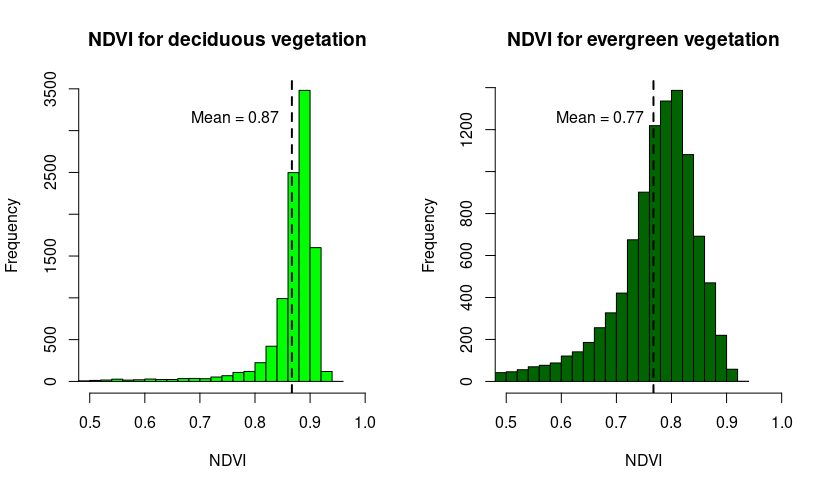 NDVI for deciduous vegetation
Mean = 0.87
Frequency
3500
2500
1500
500
0
0.5 0.6 0.7 0.8 0.9 1.0
NDVI
NDVI for evergreen vegetation
Mean = 0.77
Frequency
1200
800
600
400
200
0
0.5 0.6 0.7 0.8 0.9 1.0
NDVI